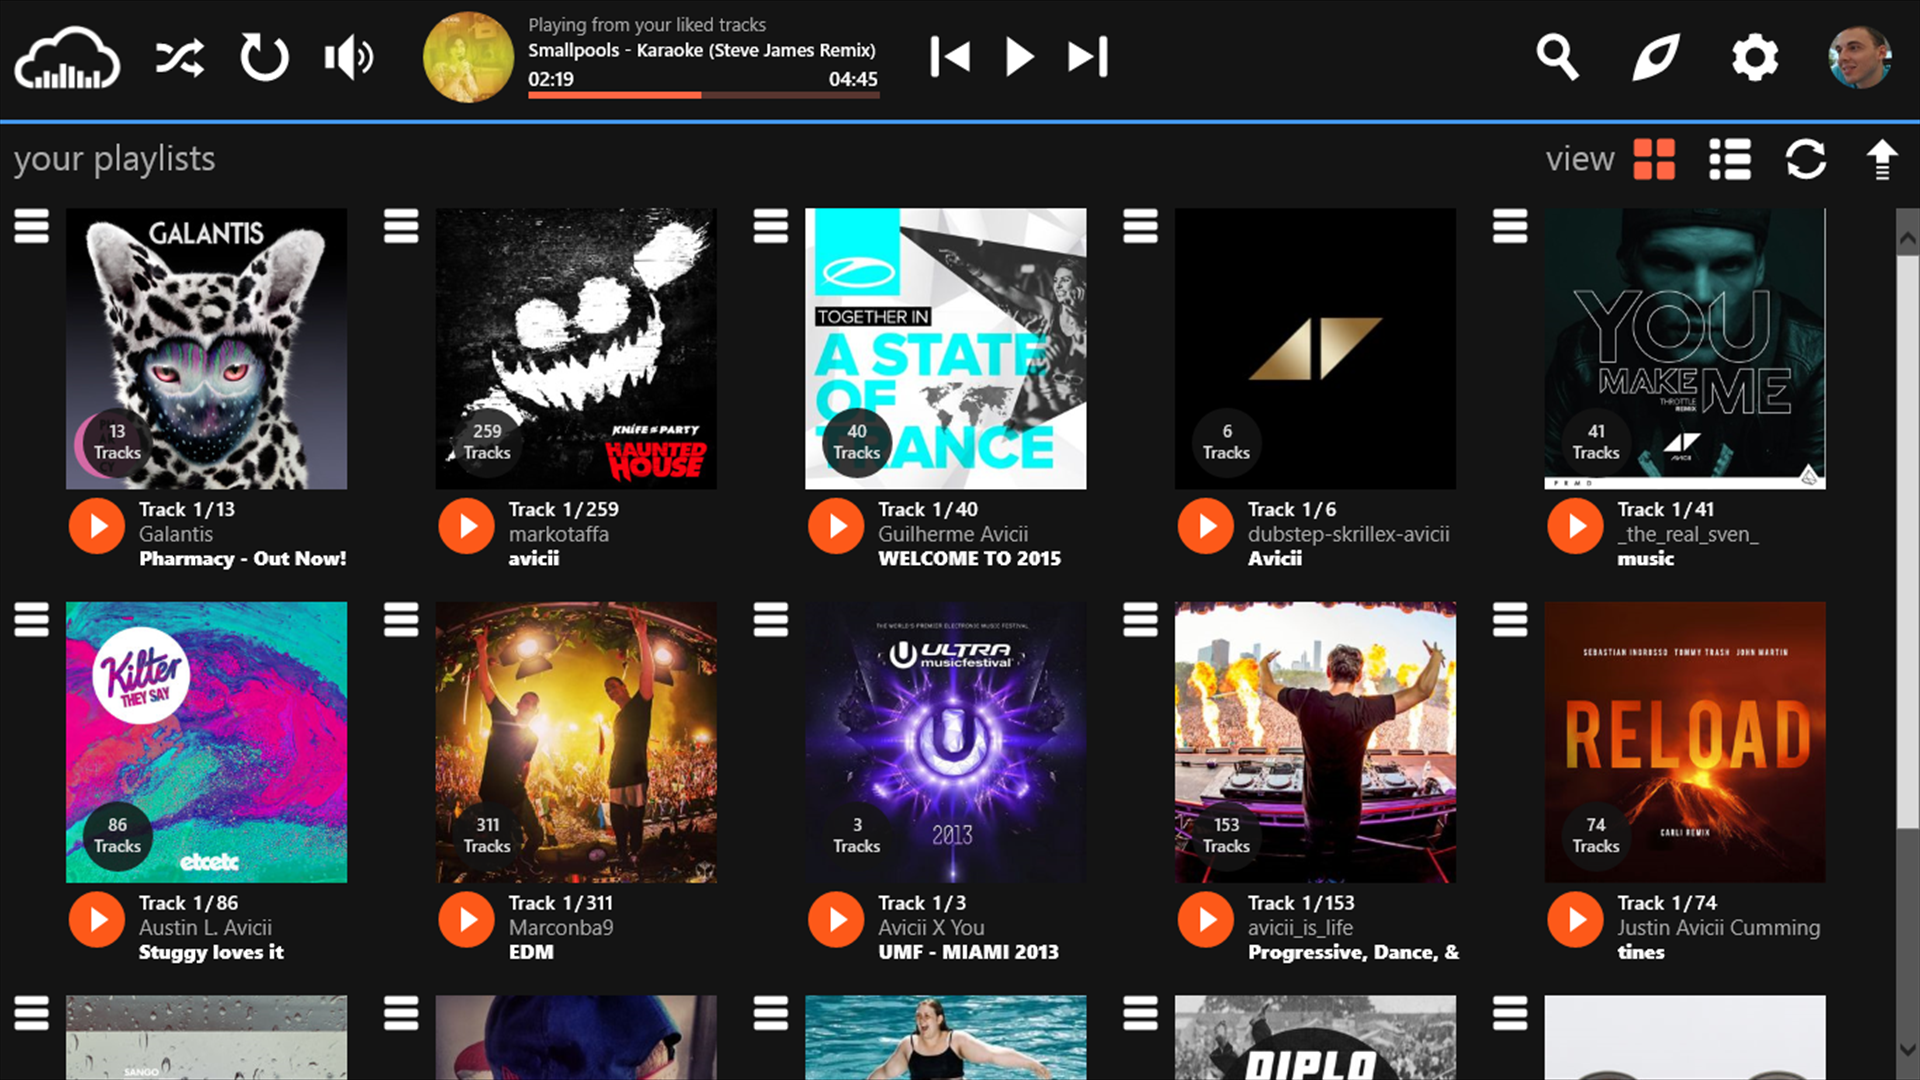 Playing from your liked tracks
Smallpools - Karaoke (Steve James Remix)
02:19 04:45
your playlists
view
GALANTIS
13
Tracks
Track 1/13
Galantis
Pharmacy - Out Now!
KNIFE PARTY
HAUNTED
HOUSE
259
Tracks
Track 1/259
markotaffa
avicii
TOGETHER IN
A STATE
OF
TRANCE
40
Tracks
Track 1/40
Guilherme Avicii
WELCOME TO 2015
6
Tracks
Track 1/6
dubstep-skrillex-avicii
Avicii
YOU
MAKE ME
THROTTLE
REMIX
AVICII
PRMD
41
Tracks
Track 1/41
_the_real_sven_
music
Kilter
THEY SAY
etcetc
86
Tracks
Track 1/86
Austin L. Avicii
Stuggy loves it
311
Tracks
Track 1/311
Marconba9
EDM
THE WORLD'S PREMIER ELECTRONIC MUSIC FESTIVAL
ULTRA
musicfestival
2013
3
Tracks
Track 1/3
Avicii X You
UMF - MIAMI 2013
153
Tracks
Track 1/153
avicii_is_life
Progressive, Dance, &
SEBASTIAN INGROSSO TOMMY TRASH JOHN MARTIN
RELOAD
CARLI REMIX
74
Tracks
Track 1/74
Justin Avicii Cumming
tines
SANGO
DIPLO